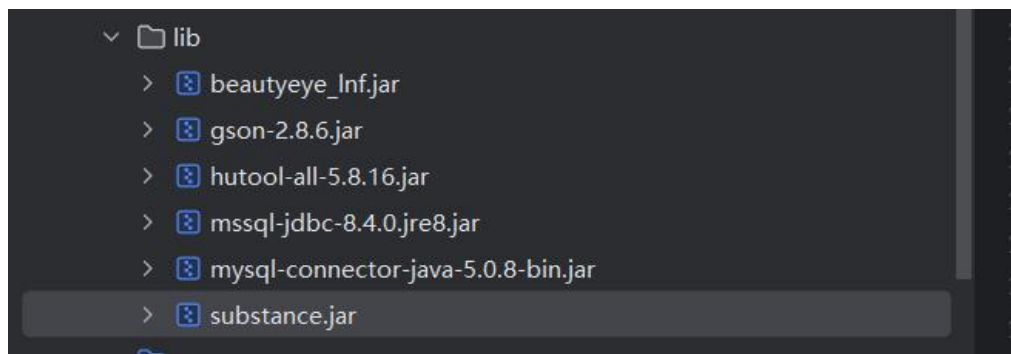 lib
beautyeye_lnf.jar
gson-2.8.6.jar
hutool-all-5.8.16.jar
mssql-jdbc-8.4.0.jre8.jar
mysql-connector-java-5.0.8-bin.jar
substance.jar